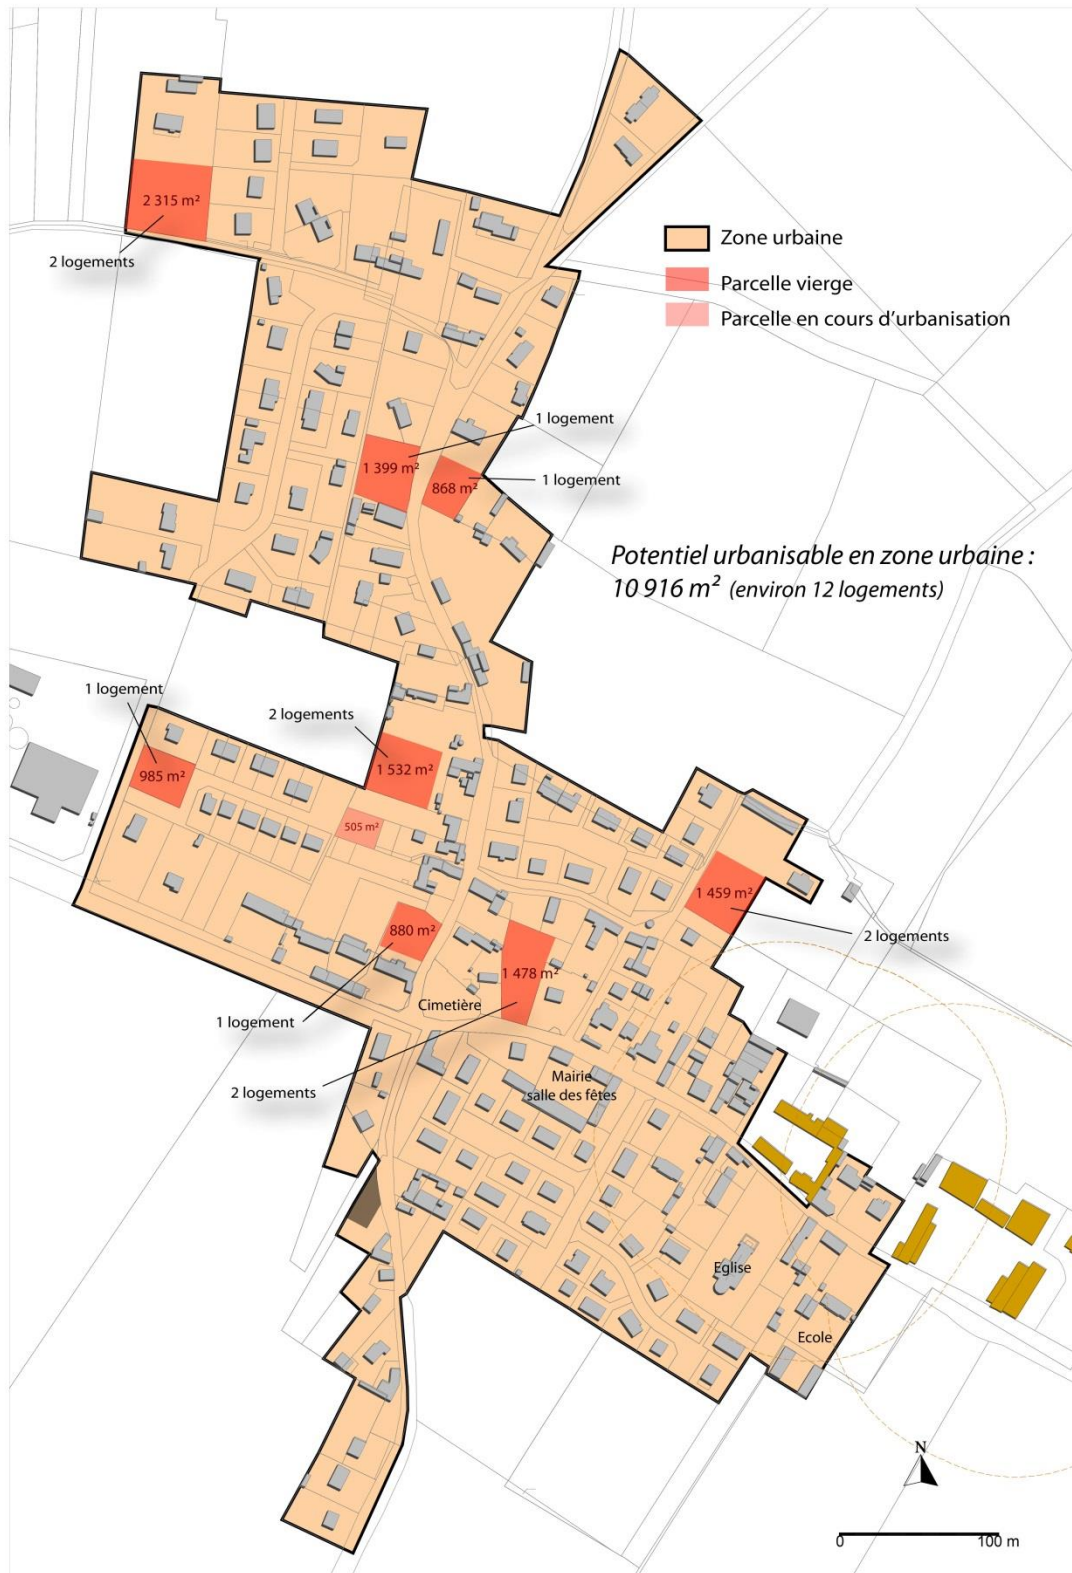 2 315 m²
2 logements
Zone urbaine
Parcelle vierge
Parcelle en cours d'urbanisation
1 logement
1 399 m²
868 m²
1 logement
Potentiel urbanisable en zone urbaine :
10 916 m² (environ 12 logements)
1 logement
2 logements
985 m²
1 532 m²
505 m²
1 459 m²
2 logements
880 m²
1 478 m²
Cimetière
1 logement
2 logements
Mairie
salle des fêtes
Eglise
Ecole
N
0 100 m